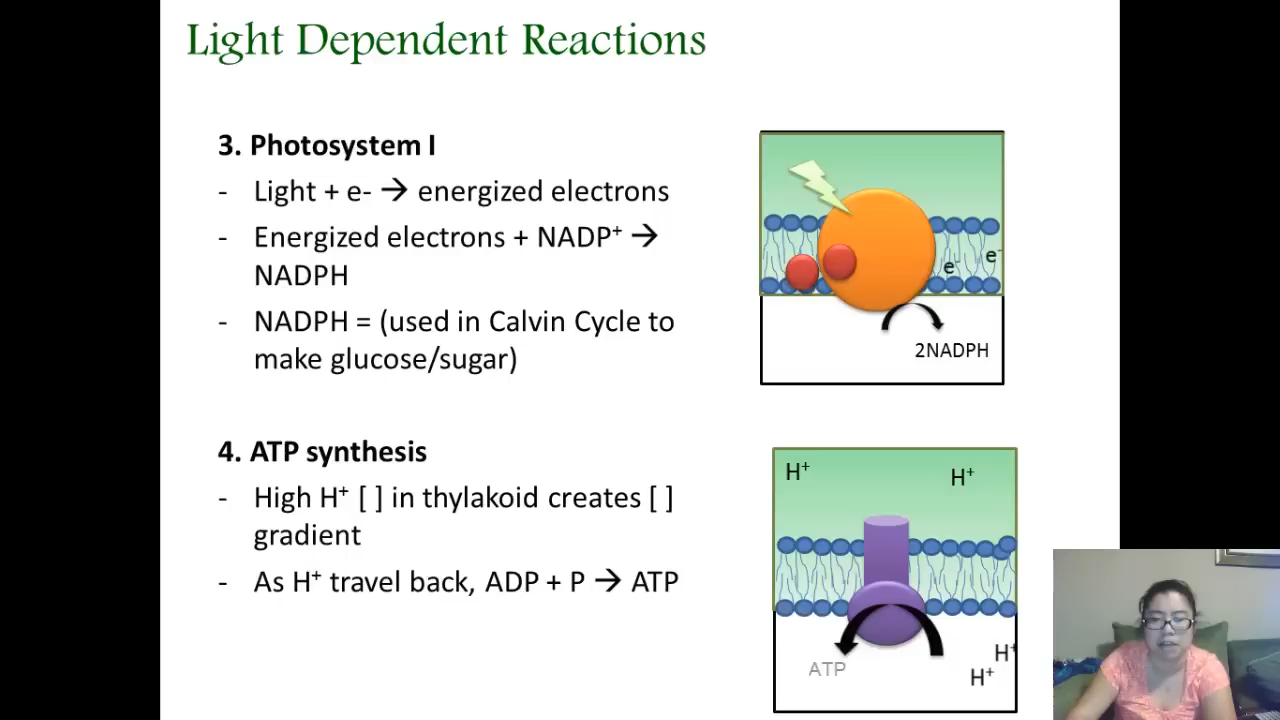 Light Dependent Reactions
3. Photosystem I
- Light + e- → energized electrons
- Energized electrons + NADP⁺ →
NADPH
- NADPH = (used in Calvin Cycle to
make glucose/sugar)
e⁻
e⁻
2NADPH
4. ATP synthesis
- High H⁺ [ ] in thylakoid creates [ ]
gradient
- As H⁺ travel back, ADP + P → ATP
H⁺
H⁺
ATP
H⁺
H⁺